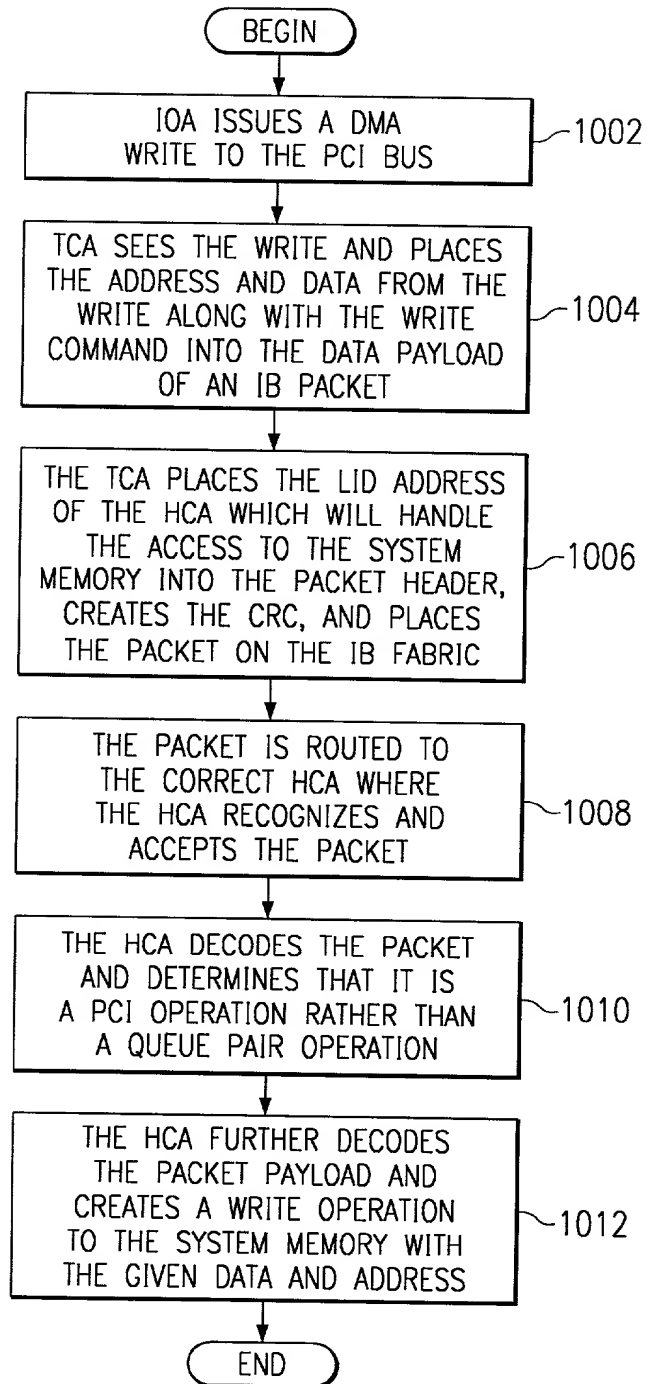 BEGIN
IOA ISSUES A DMA
WRITE TO THE PCI BUS
1002
TCA SEES THE WRITE AND PLACES
THE ADDRESS AND DATA FROM THE
WRITE ALONG WITH THE WRITE
COMMAND INTO THE DATA PAYLOAD
OF AN IB PACKET
1004
THE TCA PLACES THE LID ADDRESS
OF THE HCA WHICH WILL HANDLE
THE ACCESS TO THE SYSTEM
MEMORY INTO THE PACKET HEADER,
CREATES THE CRC, AND PLACES
THE PACKET ON THE IB FABRIC
1006
THE PACKET IS ROUTED TO
THE CORRECT HCA WHERE
THE HCA RECOGNIZES AND
ACCEPTS THE PACKET
1008
THE HCA DECODES THE PACKET
AND DETERMINES THAT IT IS
A PCI OPERATION RATHER THAN
A QUEUE PAIR OPERATION
1010
THE HCA FURTHER DECODES
THE PACKET PAYLOAD AND
CREATES A WRITE OPERATION
TO THE SYSTEM MEMORY WITH
THE GIVEN DATA AND ADDRESS
1012
END